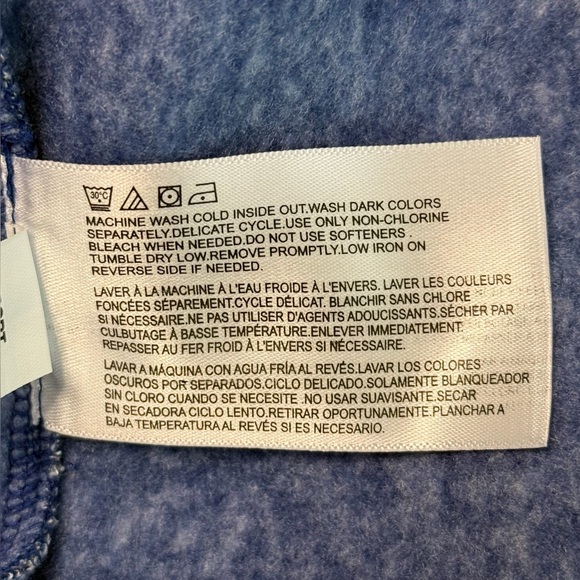 30°C
MACHINE WASH COLD INSIDE OUT.WASH DARK COLORS
SEPARATELY.DELICATE CYCLE.USE ONLY NON-CHLORINE
BLEACH WHEN NEEDED.DO NOT USE SOFTENERS .
TUMBLE DRY LOW.REMOVE PROMPTLY.LOW IRON ON
REVERSE SIDE IF NEEDED.
LAVER À LA MACHINE À L'EAU FROIDE À L'ENVERS. LAVER LES COULEURS
FONCÉES SÉPAREMENT.CYCLE DÉLICAT. BLANCHIR SANS CHLORE
SI NÉCESSAIRE.NE PAS UTILISER D'AGENTS ADOUCISSANTS.SÉCHER PAR
CULBUTAGE À BASSE TEMPÉRATURE.ENLEVER IMMEDIATEMENT.
REPASSER AU FER FROID À L'ENVERS SI NÉCESSAIRE.
LAVAR A MÁQUINA CON AGUA FRÍA AL REVÉS.LAVAR LOS COLORES
OSCUROS POR SEPARADOS.CICLO DELICADO.SOLAMENTE BLANQUEADOR
SIN CLORO CUANDO SE NECESITE .NO USAR SUAVISANTE.SECAR
EN SECADORA CICLO LENTO.RETIRAR OPORTUNAMENTE.PLANCHAR A
BAJA TEMPERATURA AL REVÉS SI ES NECESARIO.